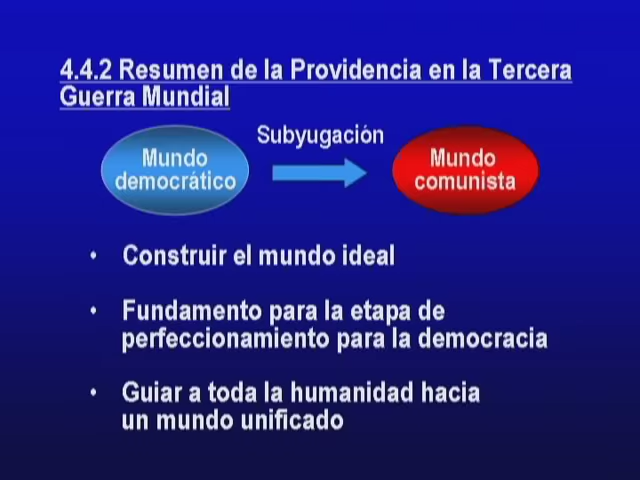 4.4.2 Resumen de la Providencia en la Tercera
Guerra Mundial
Subyugación
Mundo
democrático
Mundo
comunista
• Construir el mundo ideal
• Fundamento para la etapa de
perfeccionamiento para la democracia
• Guiar a toda la humanidad hacia
un mundo unificado